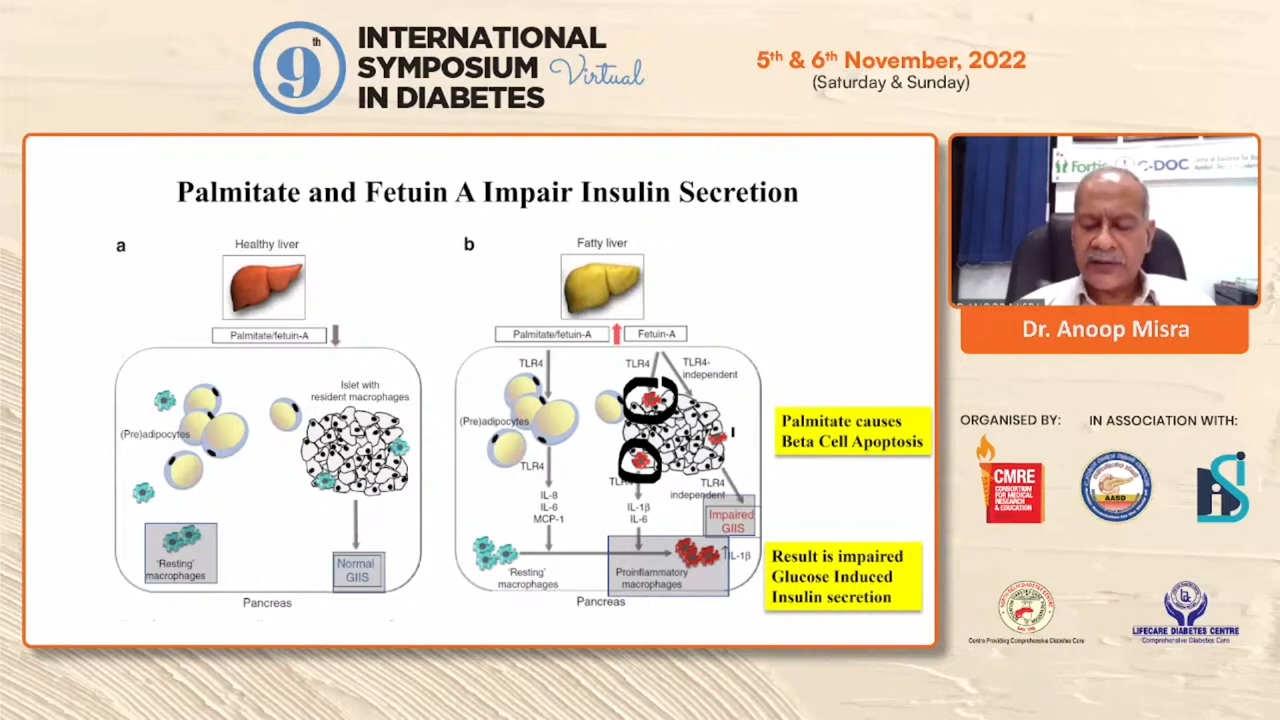 9th
INTERNATIONAL
SYMPOSIUM Virtual
IN DIABETES
5th & 6th November, 2022
(Saturday & Sunday)
Palmitate and Fetuin A Impair Insulin Secretion
a
Healthy liver
Palmitate/fetuin-A
Islet with
resident macrophages
(Pre)adipocytes
'Resting'
macrophages
Normal
GIIS
Pancreas
b
Fatty liver
Palmitate/fetuin-A
Fetuin-A
TLR4
TLR4
TLR4-
independent
(Pre)adipocytes
TLR4
TLR4
independent
IL-8
IL-6
MCP-1
IL-1β
IL-6
Impaired
GIIS
IL-1β
'Resting'
macrophages
Proinflammatory
macrophages
Pancreas
Palmitate causes
Beta Cell Apoptosis
Result is impaired
Glucose Induced
Insulin secretion
Fortis
C-DOC
Dr. Anoop Misra
ORGANISED BY:
IN ASSOCIATION WITH:
CMRE
CONSORTIUM
FOR MEDICAL
RESEARCH
& EDUCATION
AASD
Centre Providing Comprehensive Diabetes Care
LIFECARE DIABETES CENTRE
Comprehensive Diabetes Care